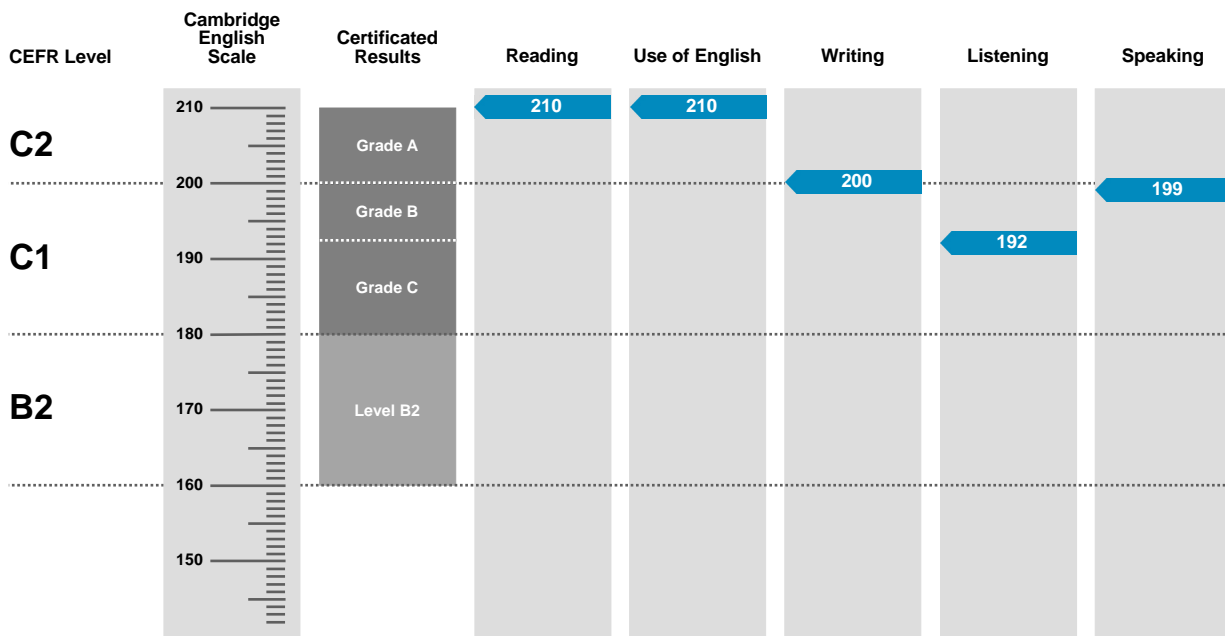 CEFR Level
Cambridge
English
Scale
Certificated
Results
Reading
Use of English
Writing
Listening
Speaking
C2
C1
B2
210
200
190
180
170
160
150
Grade A
Grade B
Grade C
Level B2
210
210
200
192
199